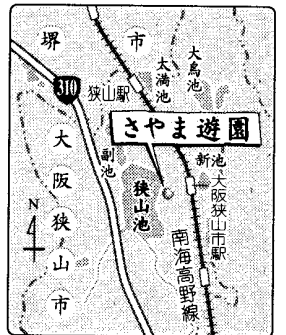 堺市
310
狭山駅
太満池
大鳥池
さやま遊園
副池
新池
狭山池
大阪狭山市
大阪狭山市駅
南海高野線
N